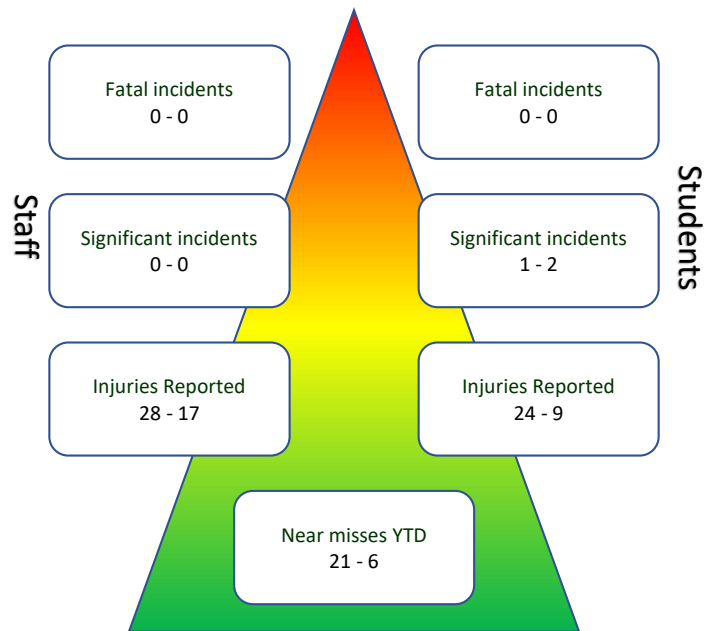 Staff
Fatal incidents
0 - 0
Significant incidents
0 - 0
Injuries Reported
28 - 17
Students
Fatal incidents
0 - 0
Significant incidents
1 - 2
Injuries Reported
24 - 9
Near misses YTD
21 - 6